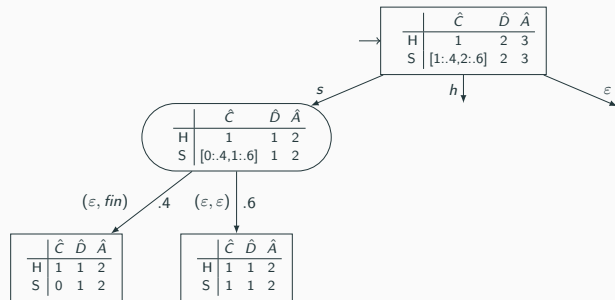 Ĉ D̂ Â
H 1 2 3
S [1:.4,2:.6] 2 3
s h ε
Ĉ D̂ Â
H 1 1 2
S [0:.4,1:.6] 1 2
(ε, fin) .4 (ε, ε) .6
Ĉ D̂ Â
H 1 1 2
S 0 1 2
Ĉ D̂ Â
H 1 1 2
S 1 1 2